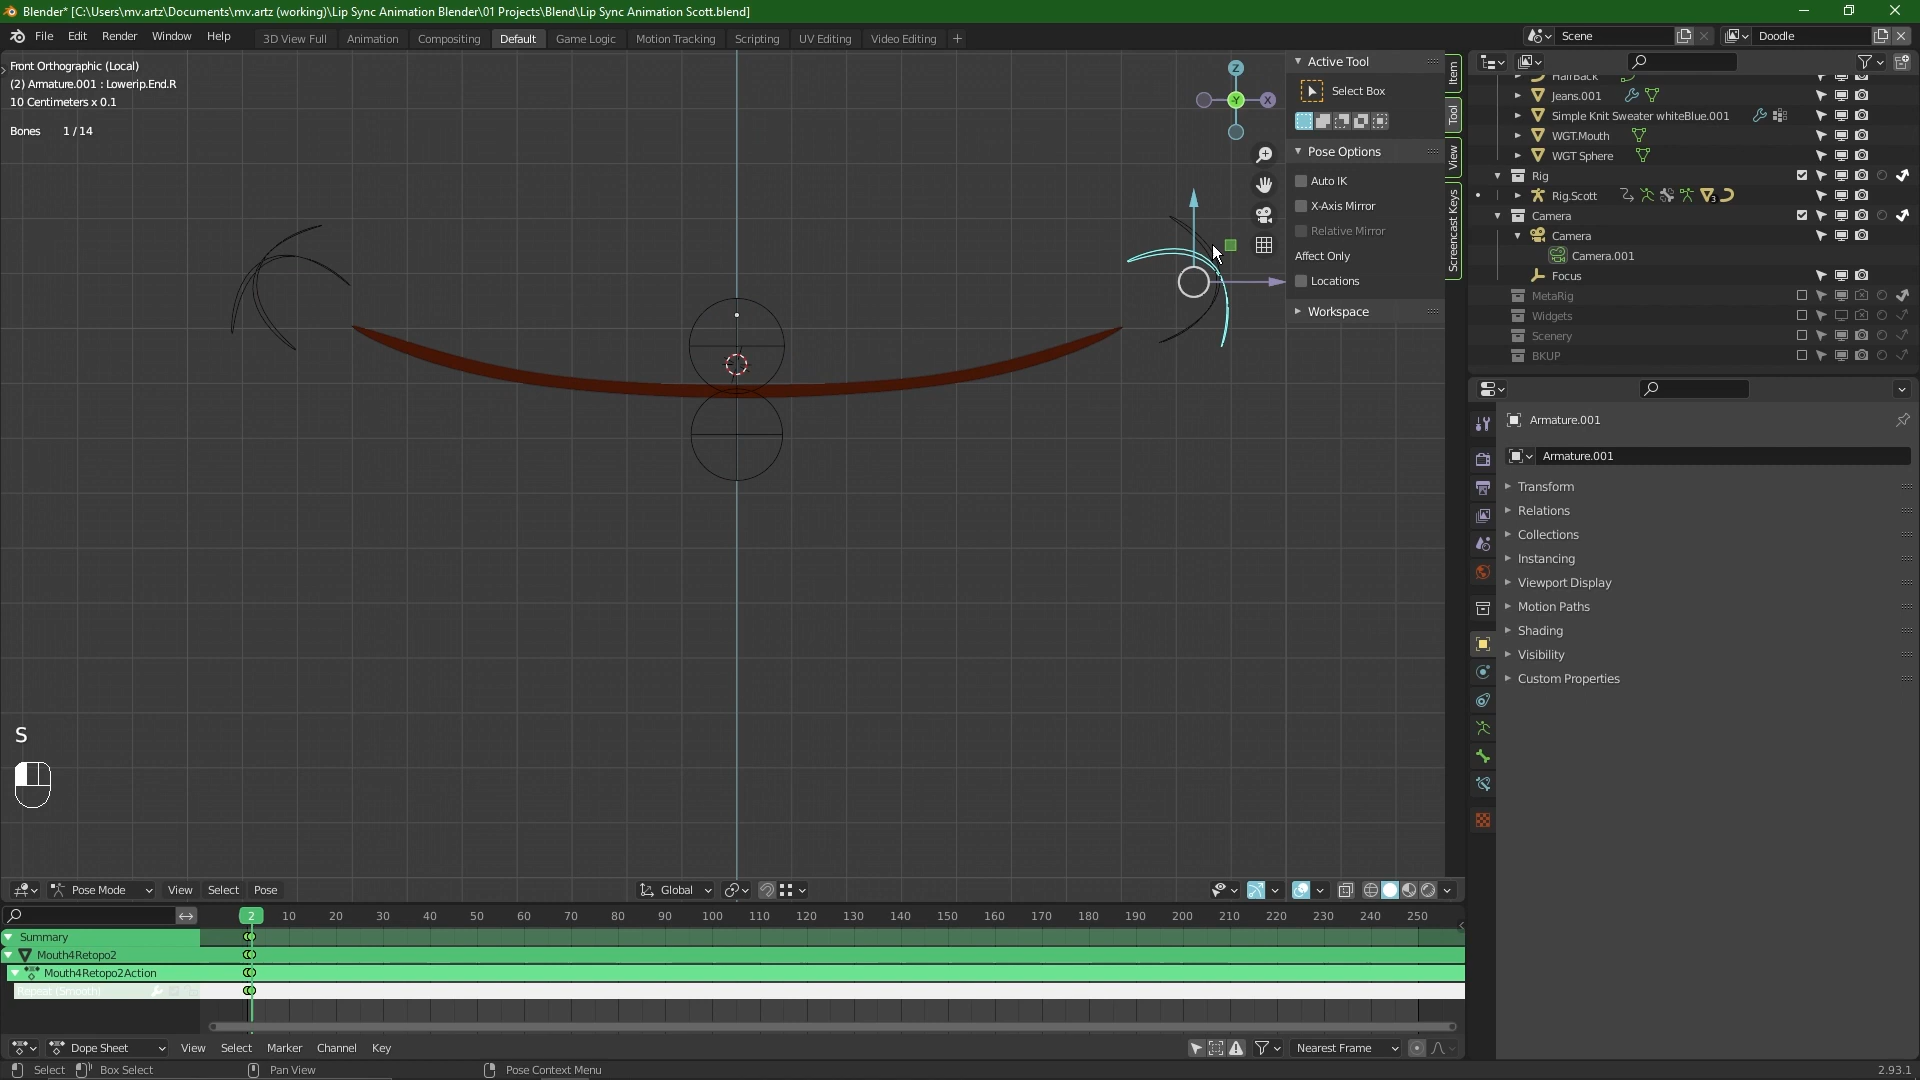 Blender* [C:\Users\mv.artz\Documents\mv.artz (working)\Lip Sync Animation Blender\01 Projects\Blend\Lip Sync Animation Scott.blend]
File Edit Render Window Help 3D View Full Animation Compositing Default Game Logic Motion Tracking Scripting UV Editing Video Editing + Scene Doodle
Front Orthographic (Local)
(2) Armature.001 : Lowerip.End.R
10 Centimeters x 0.1
Bones 1 / 14
Z
-Y
X
Active Tool
Select Box
Pose Options
Auto IK
X-Axis Mirror
Relative Mirror
Affect Only
Locations
Workspace
Item
Tool
View
Screencast Keys
HairBack
Jeans.001
Simple Knit Sweater whiteBlue.001
WGT.Mouth
WGT Sphere
Rig
Rig.Scott 3
Camera
Camera
Camera.001
Focus
MetaRig
Widgets
Scenery
BKUP
Armature.001
Armature.001
Transform
Relations
Collections
Instancing
Viewport Display
Motion Paths
Shading
Visibility
Custom Properties
S
Pose Mode View Select Pose Global
2 10 20 30 40 50 60 70 80 90 100 110 120 130 140 150 160 170 180 190 200 210 220 230 240 250
Summary
Mouth4Retopo2
Mouth4Retopo2Action
Repeat (Smooth)
Dope Sheet View Select Marker Channel Key Nearest Frame
Select Box Select Pan View Pose Context Menu 2.93.1